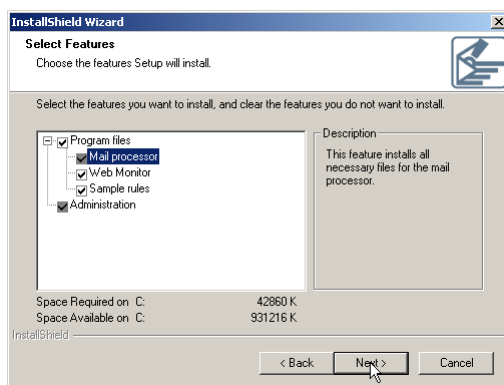 InstallShield Wizard
Select Features
Choose the features Setup will install.
Select the features you want to install, and clear the features you do not want to install.
Program files
Mail processor
Web Monitor
Sample rules
Administration
Description
This feature installs all
necessary files for the mail
processor.
Space Required on C: 42860 K
Space Available on C: 931216 K
InstallShield
< Back Next > Cancel